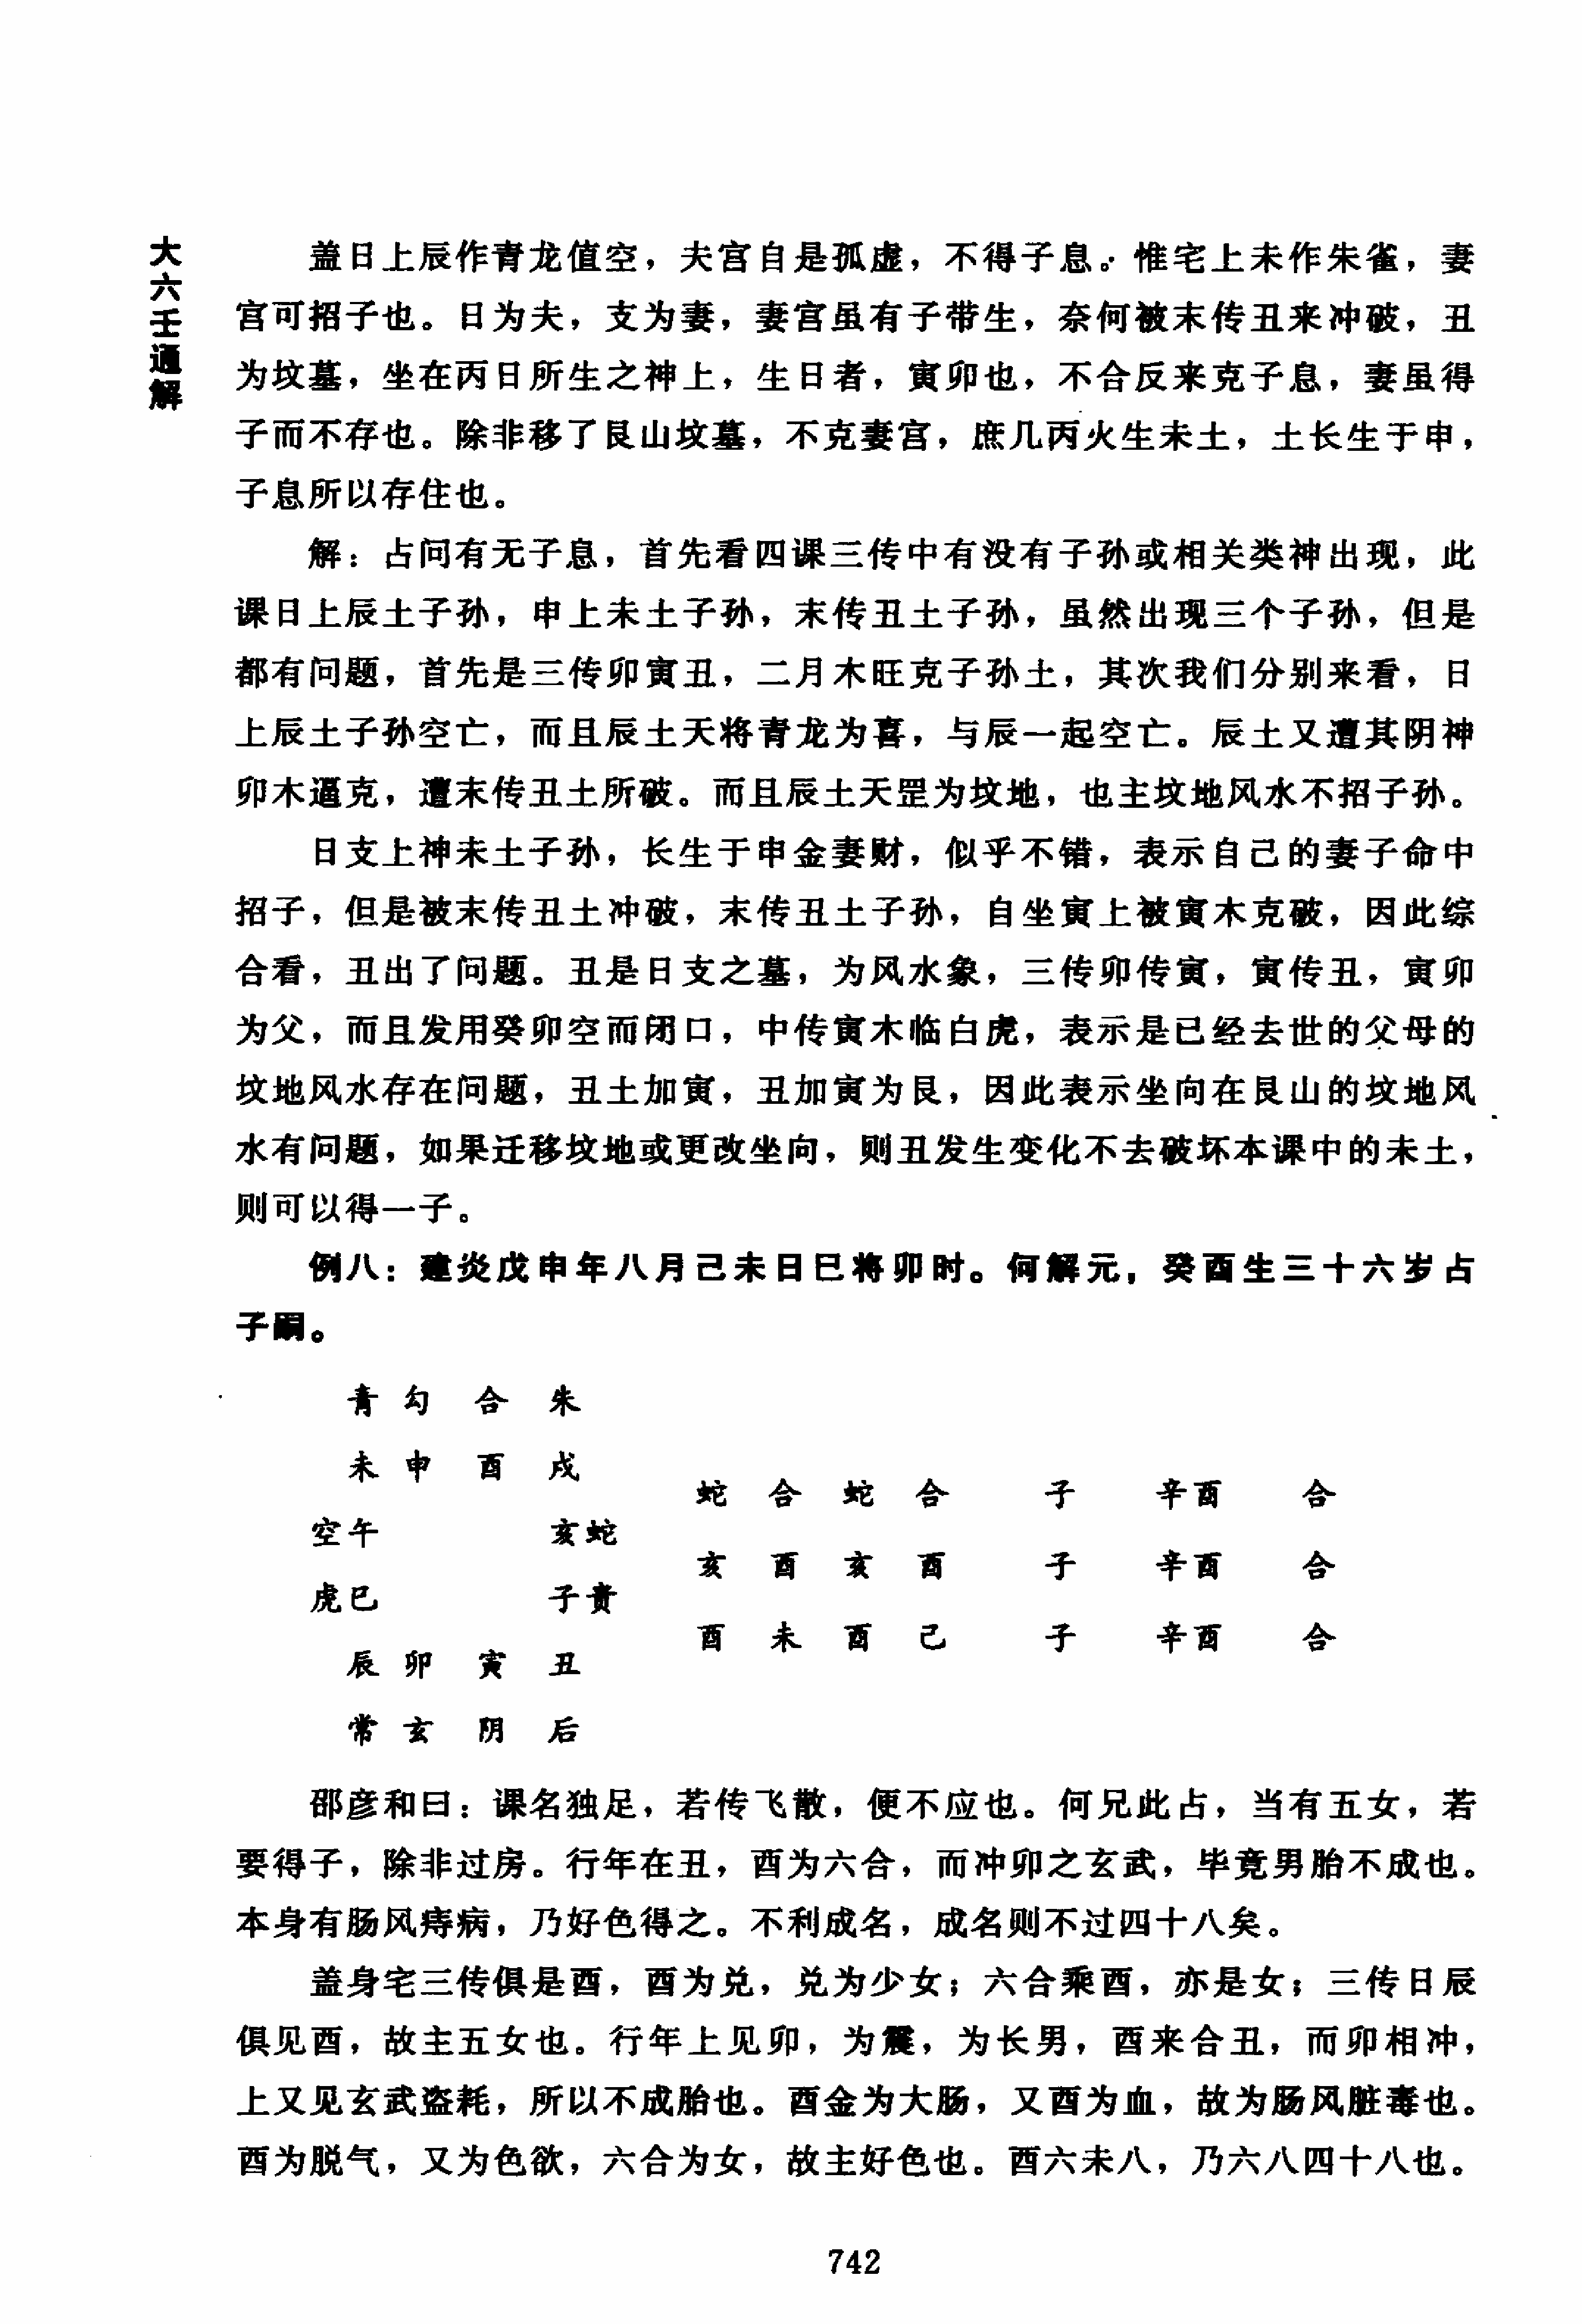 大六壬通解
盖日上辰作青龙值空，夫宫自是孤虚，不得子息。惟宅上未作朱雀，妻
宫可招子也。日为夫，支为妻，妻宫虽有子带生，奈何被末传丑来冲破，丑
为坟墓，坐在丙日所生之神上，生日者，寅卯也，不合反来克子息，妻虽得
子而不存也。除非移了艮山坟墓，不克妻宫，庶几丙火生未土，土长生于申，
子息所以存住也。
解：占问有无子息，首先看四课三传中有没有子孙或相关类神出现，此
课日上辰土子孙，申上未土子孙，末传丑土子孙，虽然出现三个子孙，但是
都有问题，首先是三传卯寅丑，二月木旺克子孙土，其次我们分别来看，日
上辰土子孙空亡，而且辰土天将青龙为喜，与辰一起空亡。辰土又遭其阴神
卯木逼克，遭末传丑土所破。而且辰土天罡为坟地，也主坟地风水不招子孙。
日支上神未土子孙，长生于申金妻财，似乎不错，表示自己的妻子命中
招子，但是被末传丑土冲破，末传丑土子孙，自坐寅上被寅木克破，因此综
合看，丑出了问题。丑是日支之墓，为风水象，三传卯传寅，寅传丑，寅卯
为父，而且发用癸卯空而闭口，中传寅木临白虎，表示是已经去世的父母的
坟地风水存在问题，丑土加寅，丑加寅为艮，因此表示坐向在艮山的坟地风
水有问题，如果迁移坟地或更改坐向，则丑发生变化不去破坏本课中的未土，
则可以得一子。
例八：建炎戊申年八月己未日巳将卯时。何解元，癸酉生三十六岁占
子嗣。
青 勾 合 朱
未 申 酉 戌
蛇 合 蛇 合 子 辛酉 合
空午 亥蛇
亥 酉 亥 酉 子 辛酉 合
虎巳 子贵
酉 未 酉 己 子 辛酉 合
辰 卯 寅 丑
常 玄 阴 后
邵彦和曰：课名独足，若传飞散，便不应也。何兄此占，当有五女，若
要得子，除非过房。行年在丑，酉为六合，而冲卯之玄武，毕竟男胎不成也。
本身有肠风痔病，乃好色得之。不利成名，成名则不过四十八矣。
盖身宅三传俱是酉，酉为兑，兑为少女；六合乘酉，亦是女；三传日辰
俱见酉，故主五女也。行年上见卯，为震，为长男，酉来合丑，而卯相冲，
上又见玄武盗耗，所以不成胎也。酉金为大肠，又酉为血，故为肠风脏毒也。
酉为脱气，又为色欲，六合为女，故主好色也。酉六未八，乃六八四十八也。
742